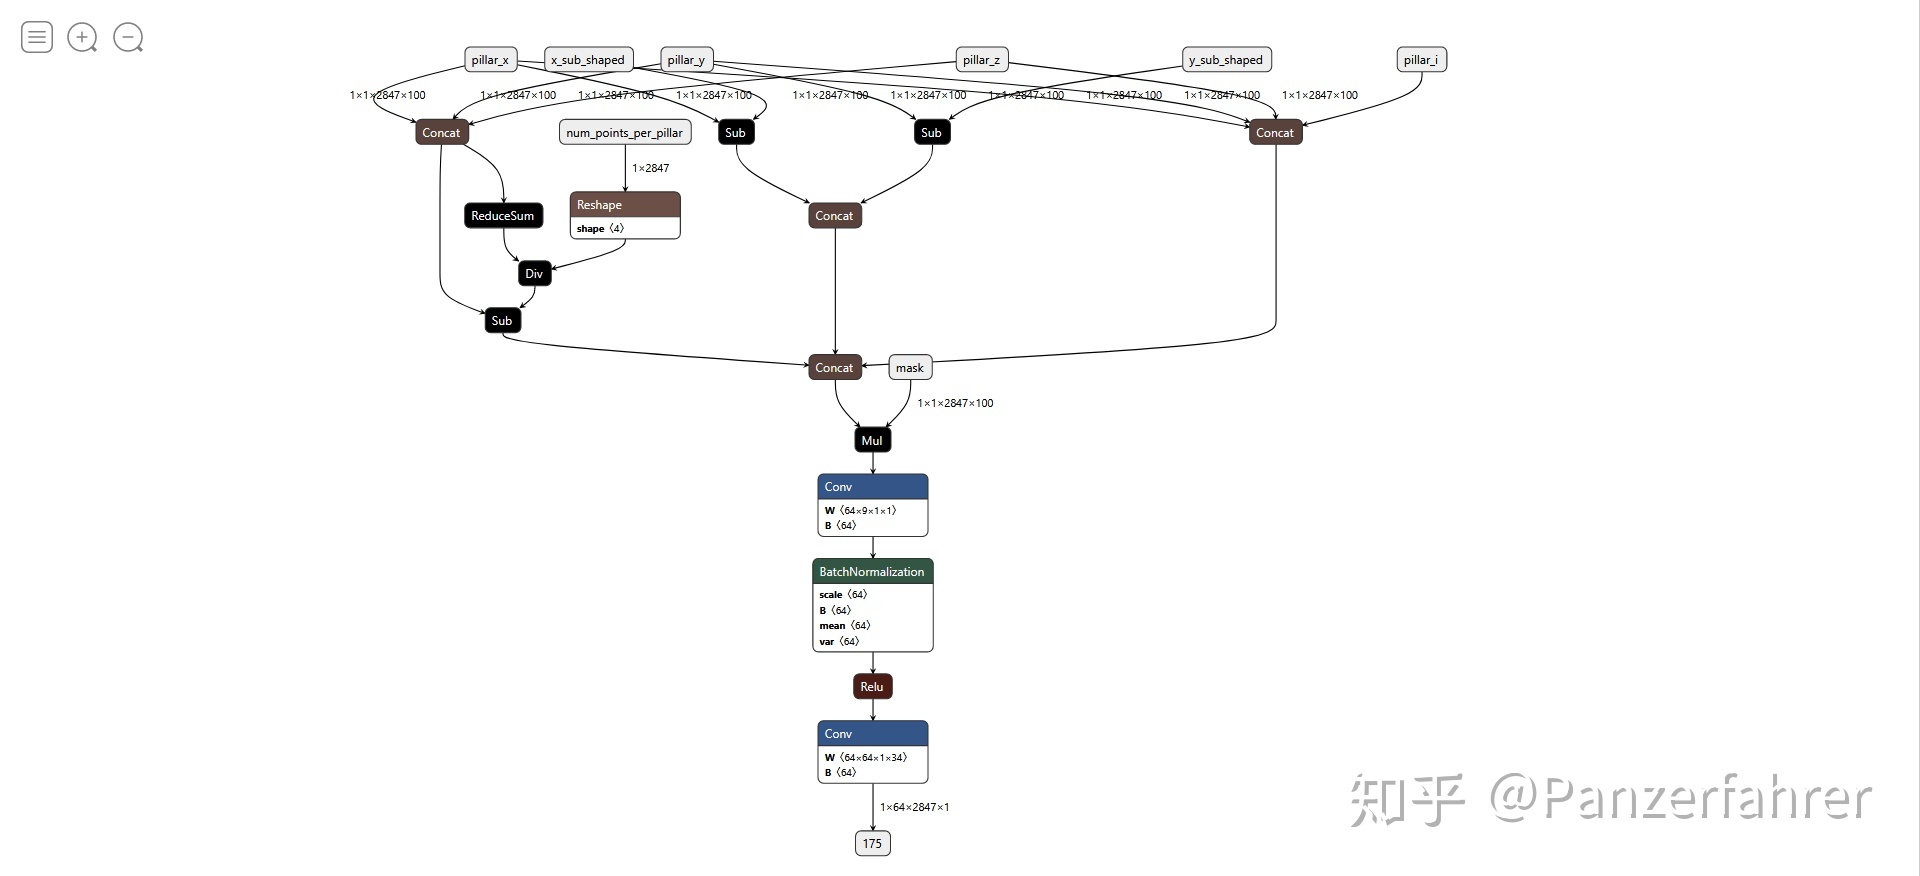 pillar_x
x_sub_shaped
pillar_y
pillar_z
y_sub_shaped
pillar_i
1×1×2847×100
1×1×2847×100
1×1×2847×100
1×1×2847×100
1×1×2847×100
1×1×2847×100
1×1×2847×100
1×1×2847×100
1×1×2847×100
1×1×2847×100
Concat
num_points_per_pillar
Sub
Sub
Concat
1×2847
Reshape
shape 〈4〉
ReduceSum
Concat
Div
Sub
Concat
mask
1×1×2847×100
Mul
Conv
W 〈64×9×1×1〉
B 〈64〉
BatchNormalization
scale 〈64〉
B 〈64〉
mean 〈64〉
var 〈64〉
Relu
Conv
W 〈64×64×1×34〉
B 〈64〉
1×64×2847×1
175
知乎 @Panzerfahrer